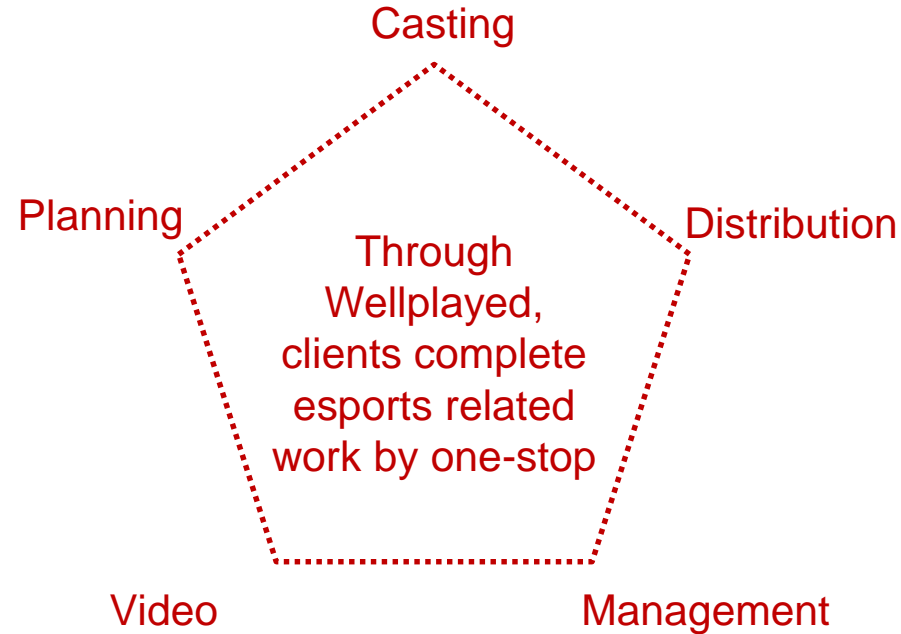 Casting
Planning
Distribution
Through
Wellplayed,
clients complete
esports related
work by one-stop
Video
Management